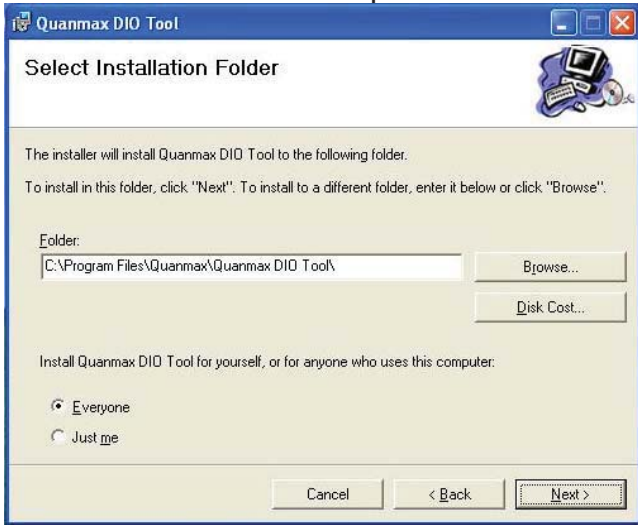 Quanmax DIO Tool
Select Installation Folder
The installer will install Quanmax DIO Tool to the following folder.
To install in this folder, click "Next". To install to a different folder, enter it below or click "Browse".
Folder:
C:\Program Files\Quanmax\Quanmax DIO Tool\
Browse...
Disk Cost...
Install Quanmax DIO Tool for yourself, or for anyone who uses this computer:
Everyone
Just me
Cancel
< Back
Next >